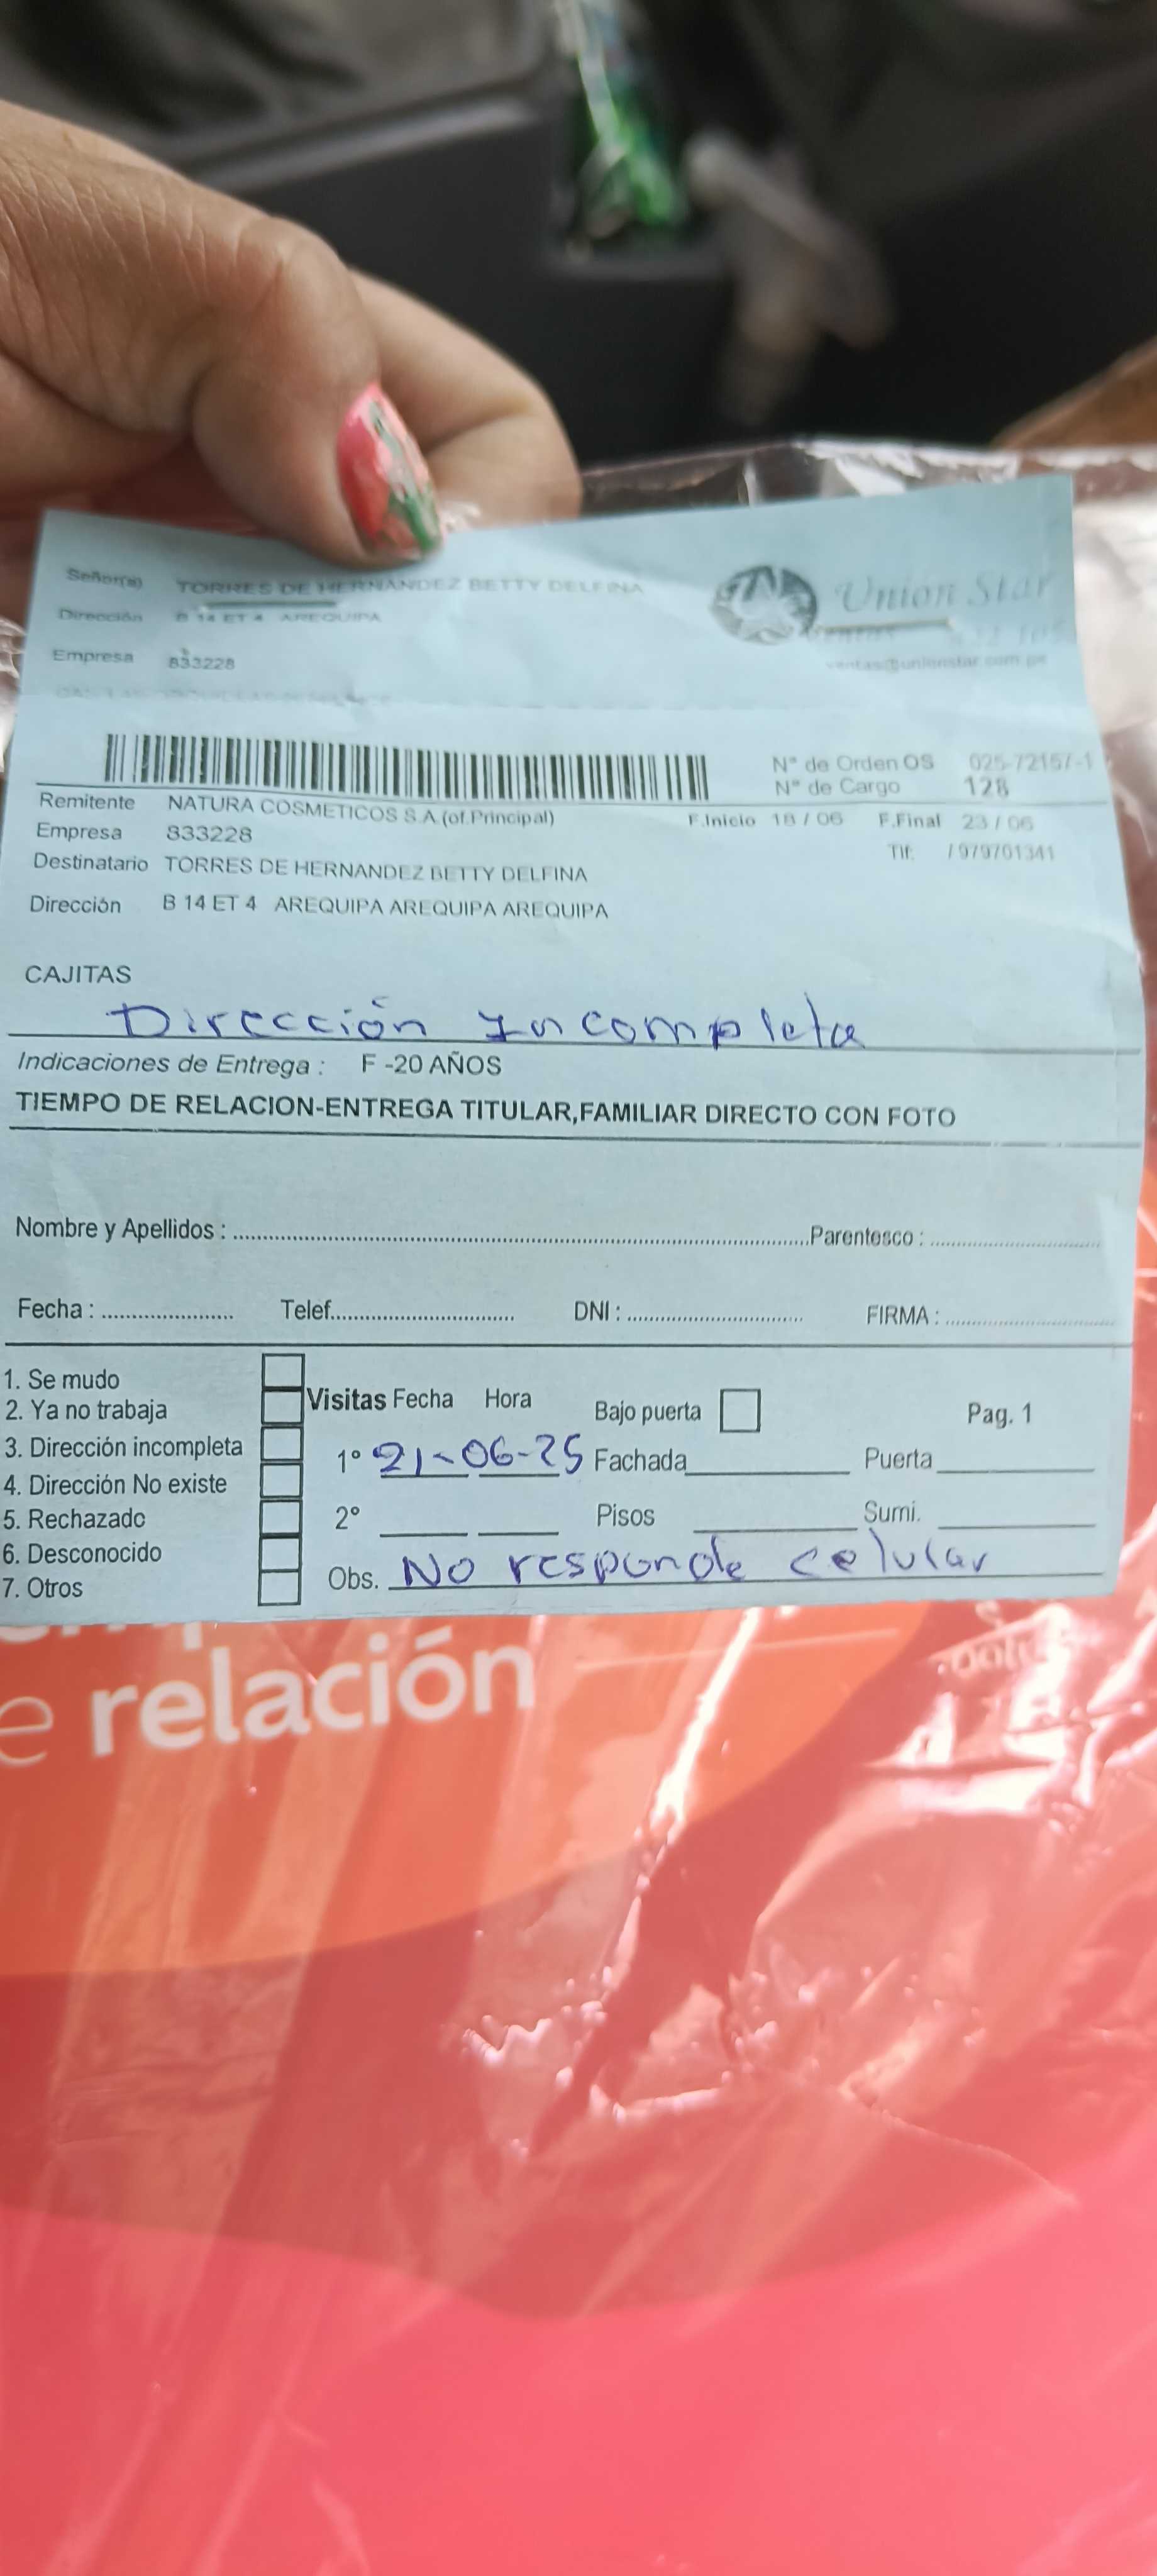 Señor(s) TORRES DE HERNANDEZ BETTY DELFINA
Unión Star
Dirección B 14 ET 4 AREQUIPA
Ventas
Empresa 833228
ventas@unionstar.com.pe
N° de Orden OS 025-72157-1
N° de Cargo 128
Remitente NATURA COSMETICOS S.A.(of.Principal)
F.Inicio 18 / 06 F.Final 23 / 06
Empresa 833228
Tlf: / 979701341
Destinatario TORRES DE HERNANDEZ BETTY DELFINA
Dirección B 14 ET 4 AREQUIPA AREQUIPA AREQUIPA
CAJITAS
Dirección Incompleta
Indicaciones de Entrega : F -20 AÑOS
TIEMPO DE RELACION-ENTREGA TITULAR,FAMILIAR DIRECTO CON FOTO
Nombre y Apellidos : Parentesco :
Fecha : Telef. DNI : FIRMA :
1. Se mudo
2. Ya no trabaja
3. Dirección incompleta
4. Dirección No existe
5. Rechazado
6. Desconocido
7. Otros
Visitas Fecha Hora Bajo puerta Pag. 1
1° 21-06-25 Fachada Puerta
2° Pisos Sumi.
Obs. No responde celular
e relación